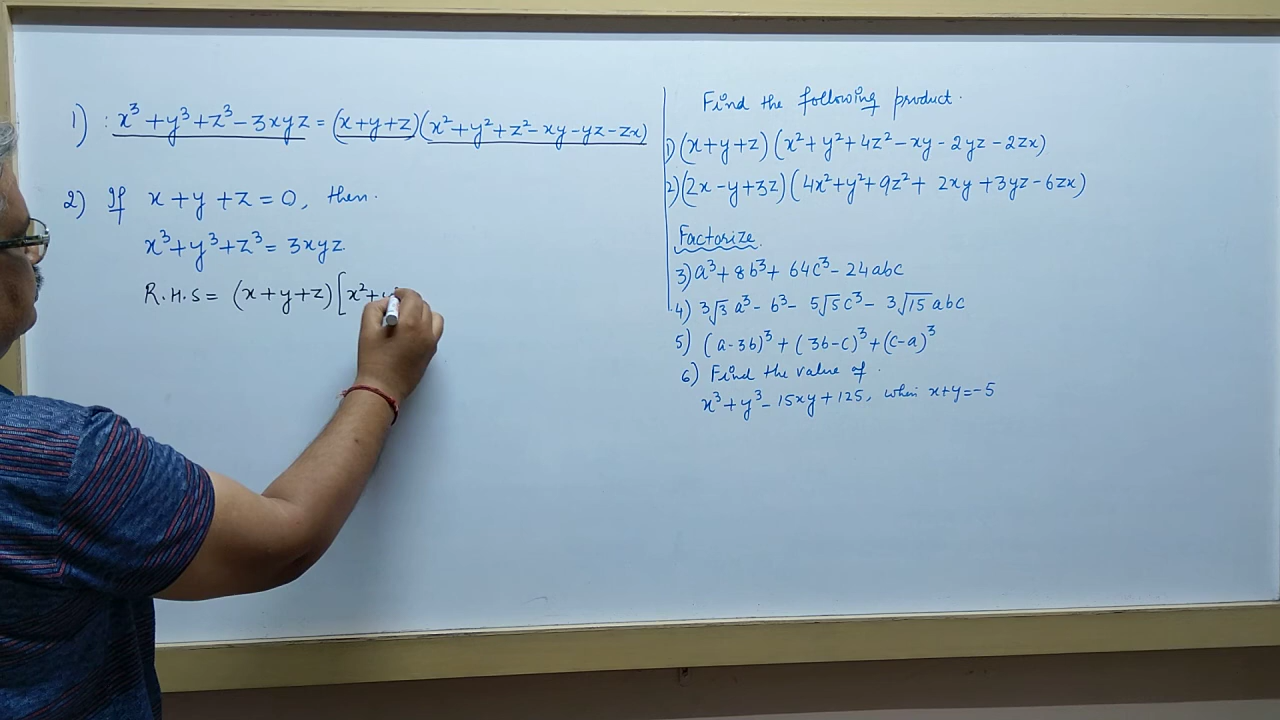 1) : x³ + y³ + z³ - 3xyz = (x+y+z)(x² + y² + z² - xy - yz - zx)
2) If x + y + z = 0, then.
x³ + y³ + z³ = 3xyz.
R.H.S = (x+y+z)[x²+y²
Find the following product.
1) (x+y+z) (x² + y² + 4z² - xy - 2yz - 2zx)
2) (2x - y + 3z) (4x² + y² + 9z² + 2xy + 3yz - 6zx)
Factorize.
3) a³ + 8b³ + 64c³ - 24abc
4) 3√3 a³ - b³ - 5√5 c³ - 3√15 abc
5) (a-3b)³ + (3b-c)³ + (c-a)³
6) Find the value of.
x³ + y³ - 15xy + 125, when x+y = -5